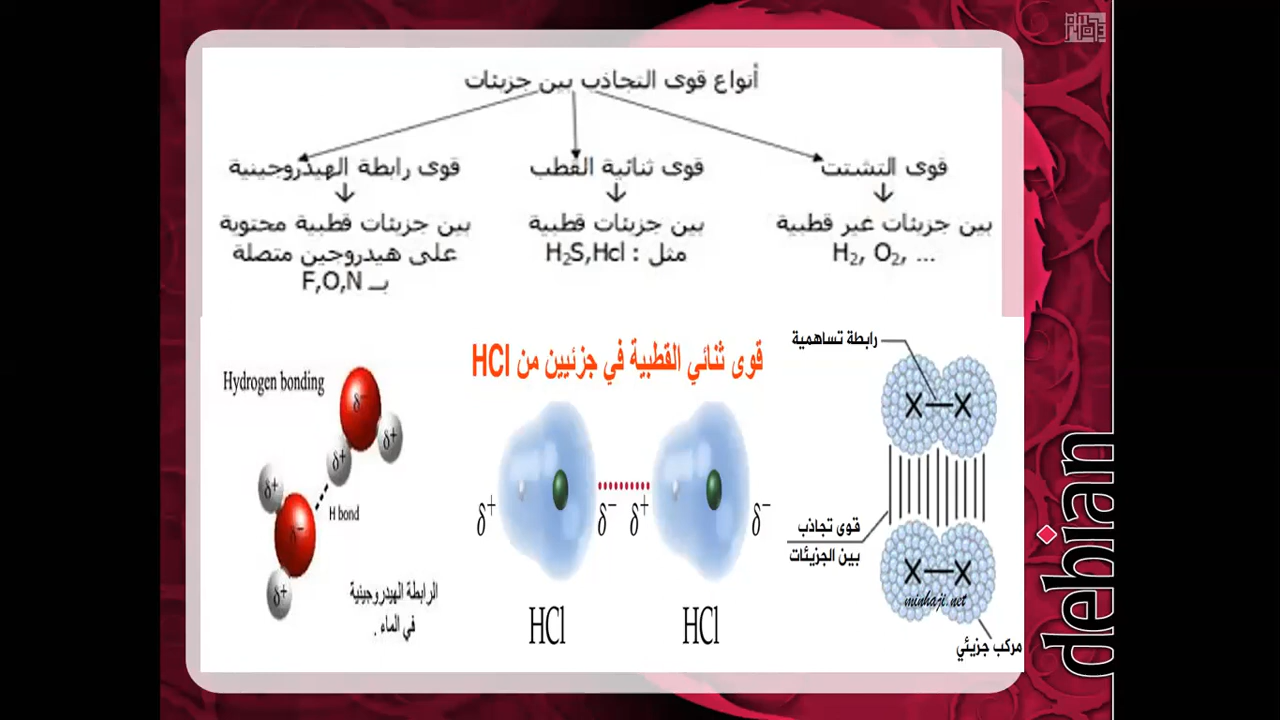 أنواع قوى التجاذب بين جزيئات
قوى التشتت
↓
بين جزيئات غير قطبية
H₂, O₂, ...
قوى ثنائية القطب
↓
بين جزيئات قطبية
مثل : H₂S,Hcl
قوى رابطة الهيدروجينية
↓
بين جزيئات قطبية محتوية
على هيدروجين متصلة
بـ F,O,N
رابطة تساهمية
X—X
قوى تجاذب
بين الجزيئات
X—X
minhaji.net
مركب جزيئي
قوى ثنائي القطبية في جزئيين من HCl
δ⁺ δ⁻ δ⁺ δ⁻
HCl HCl
Hydrogen bonding
δ⁻
δ⁺
δ⁺
δ⁺
H bond
δ⁻
δ⁺
الرابطة الهيدروجينية
في الماء .
debian